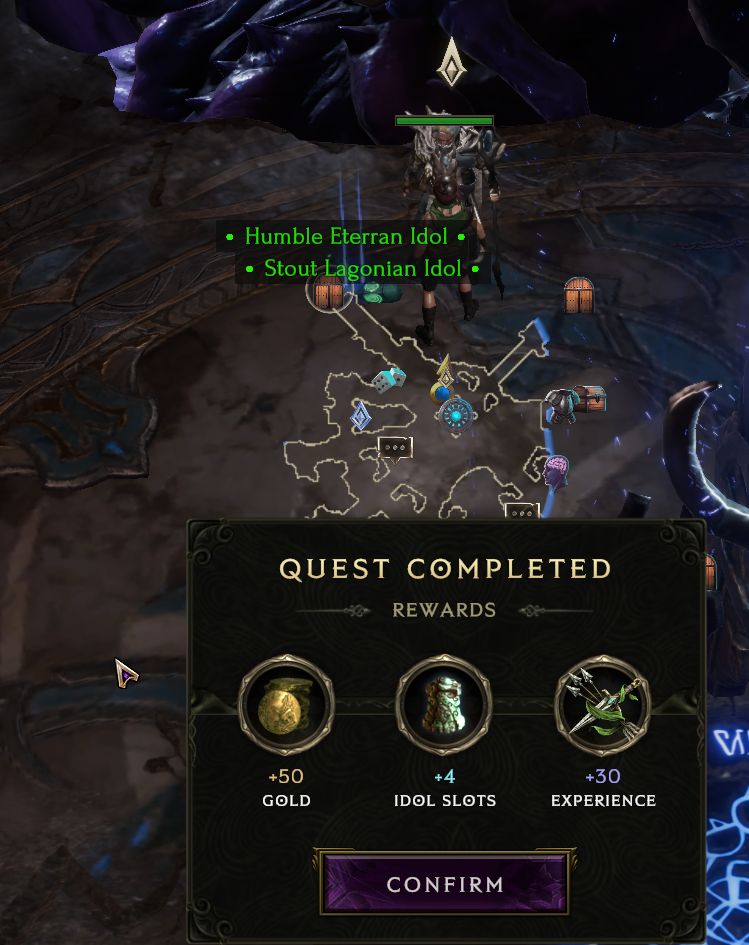 • Humble Eterran Idol •
• Stout Lagonian Idol •
QUEST COMPLETED
REWARDS
+50
+4
+30
GOLD
IDOL SLOTS
EXPERIENCE
CONFIRM